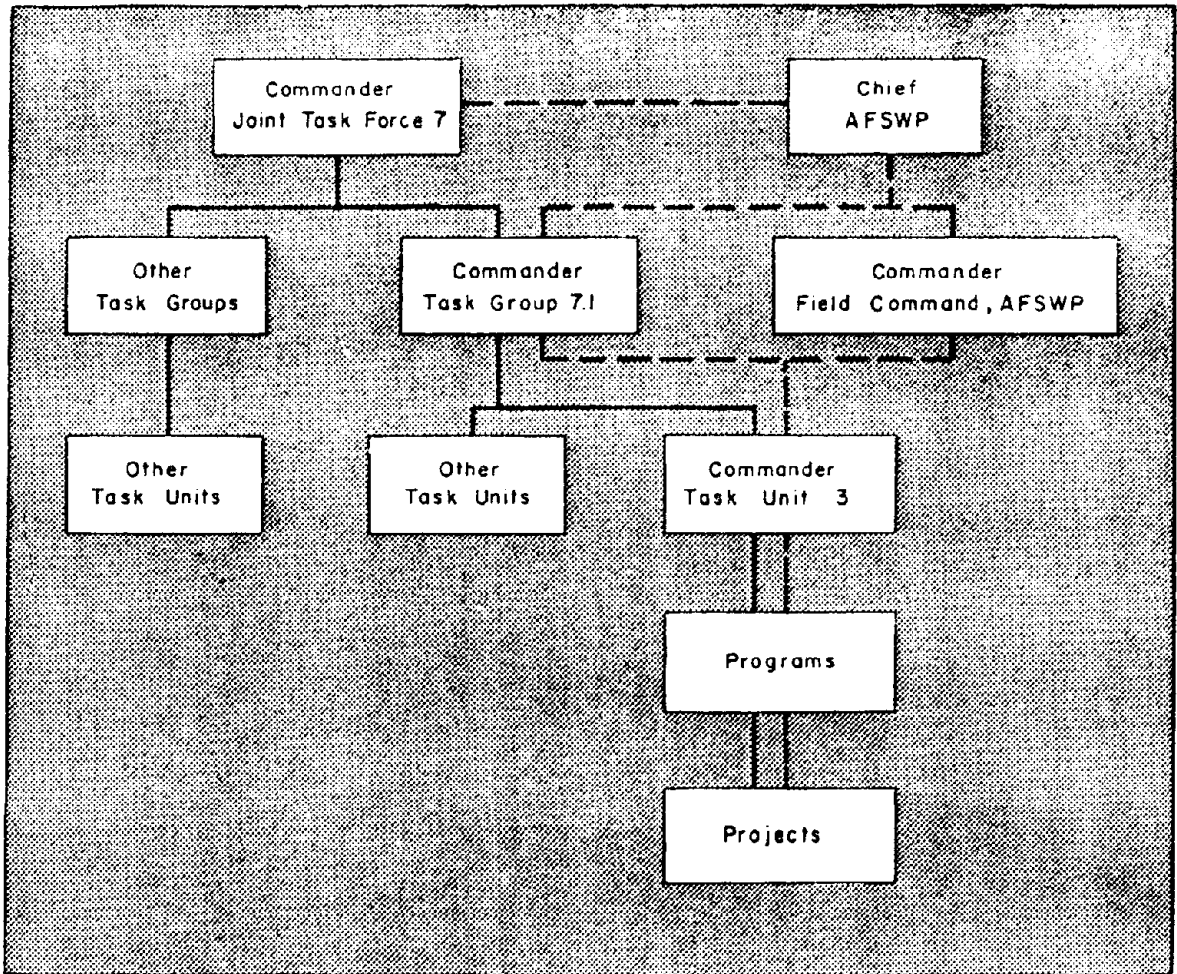 Commander
Joint Task Force 7
Chief
AFSWP
Other
Task Groups
Commander
Task Group 7.1
Commander
Field Command, AFSWP
Other
Task Units
Other
Task Units
Commander
Task Unit 3
Programs
Projects